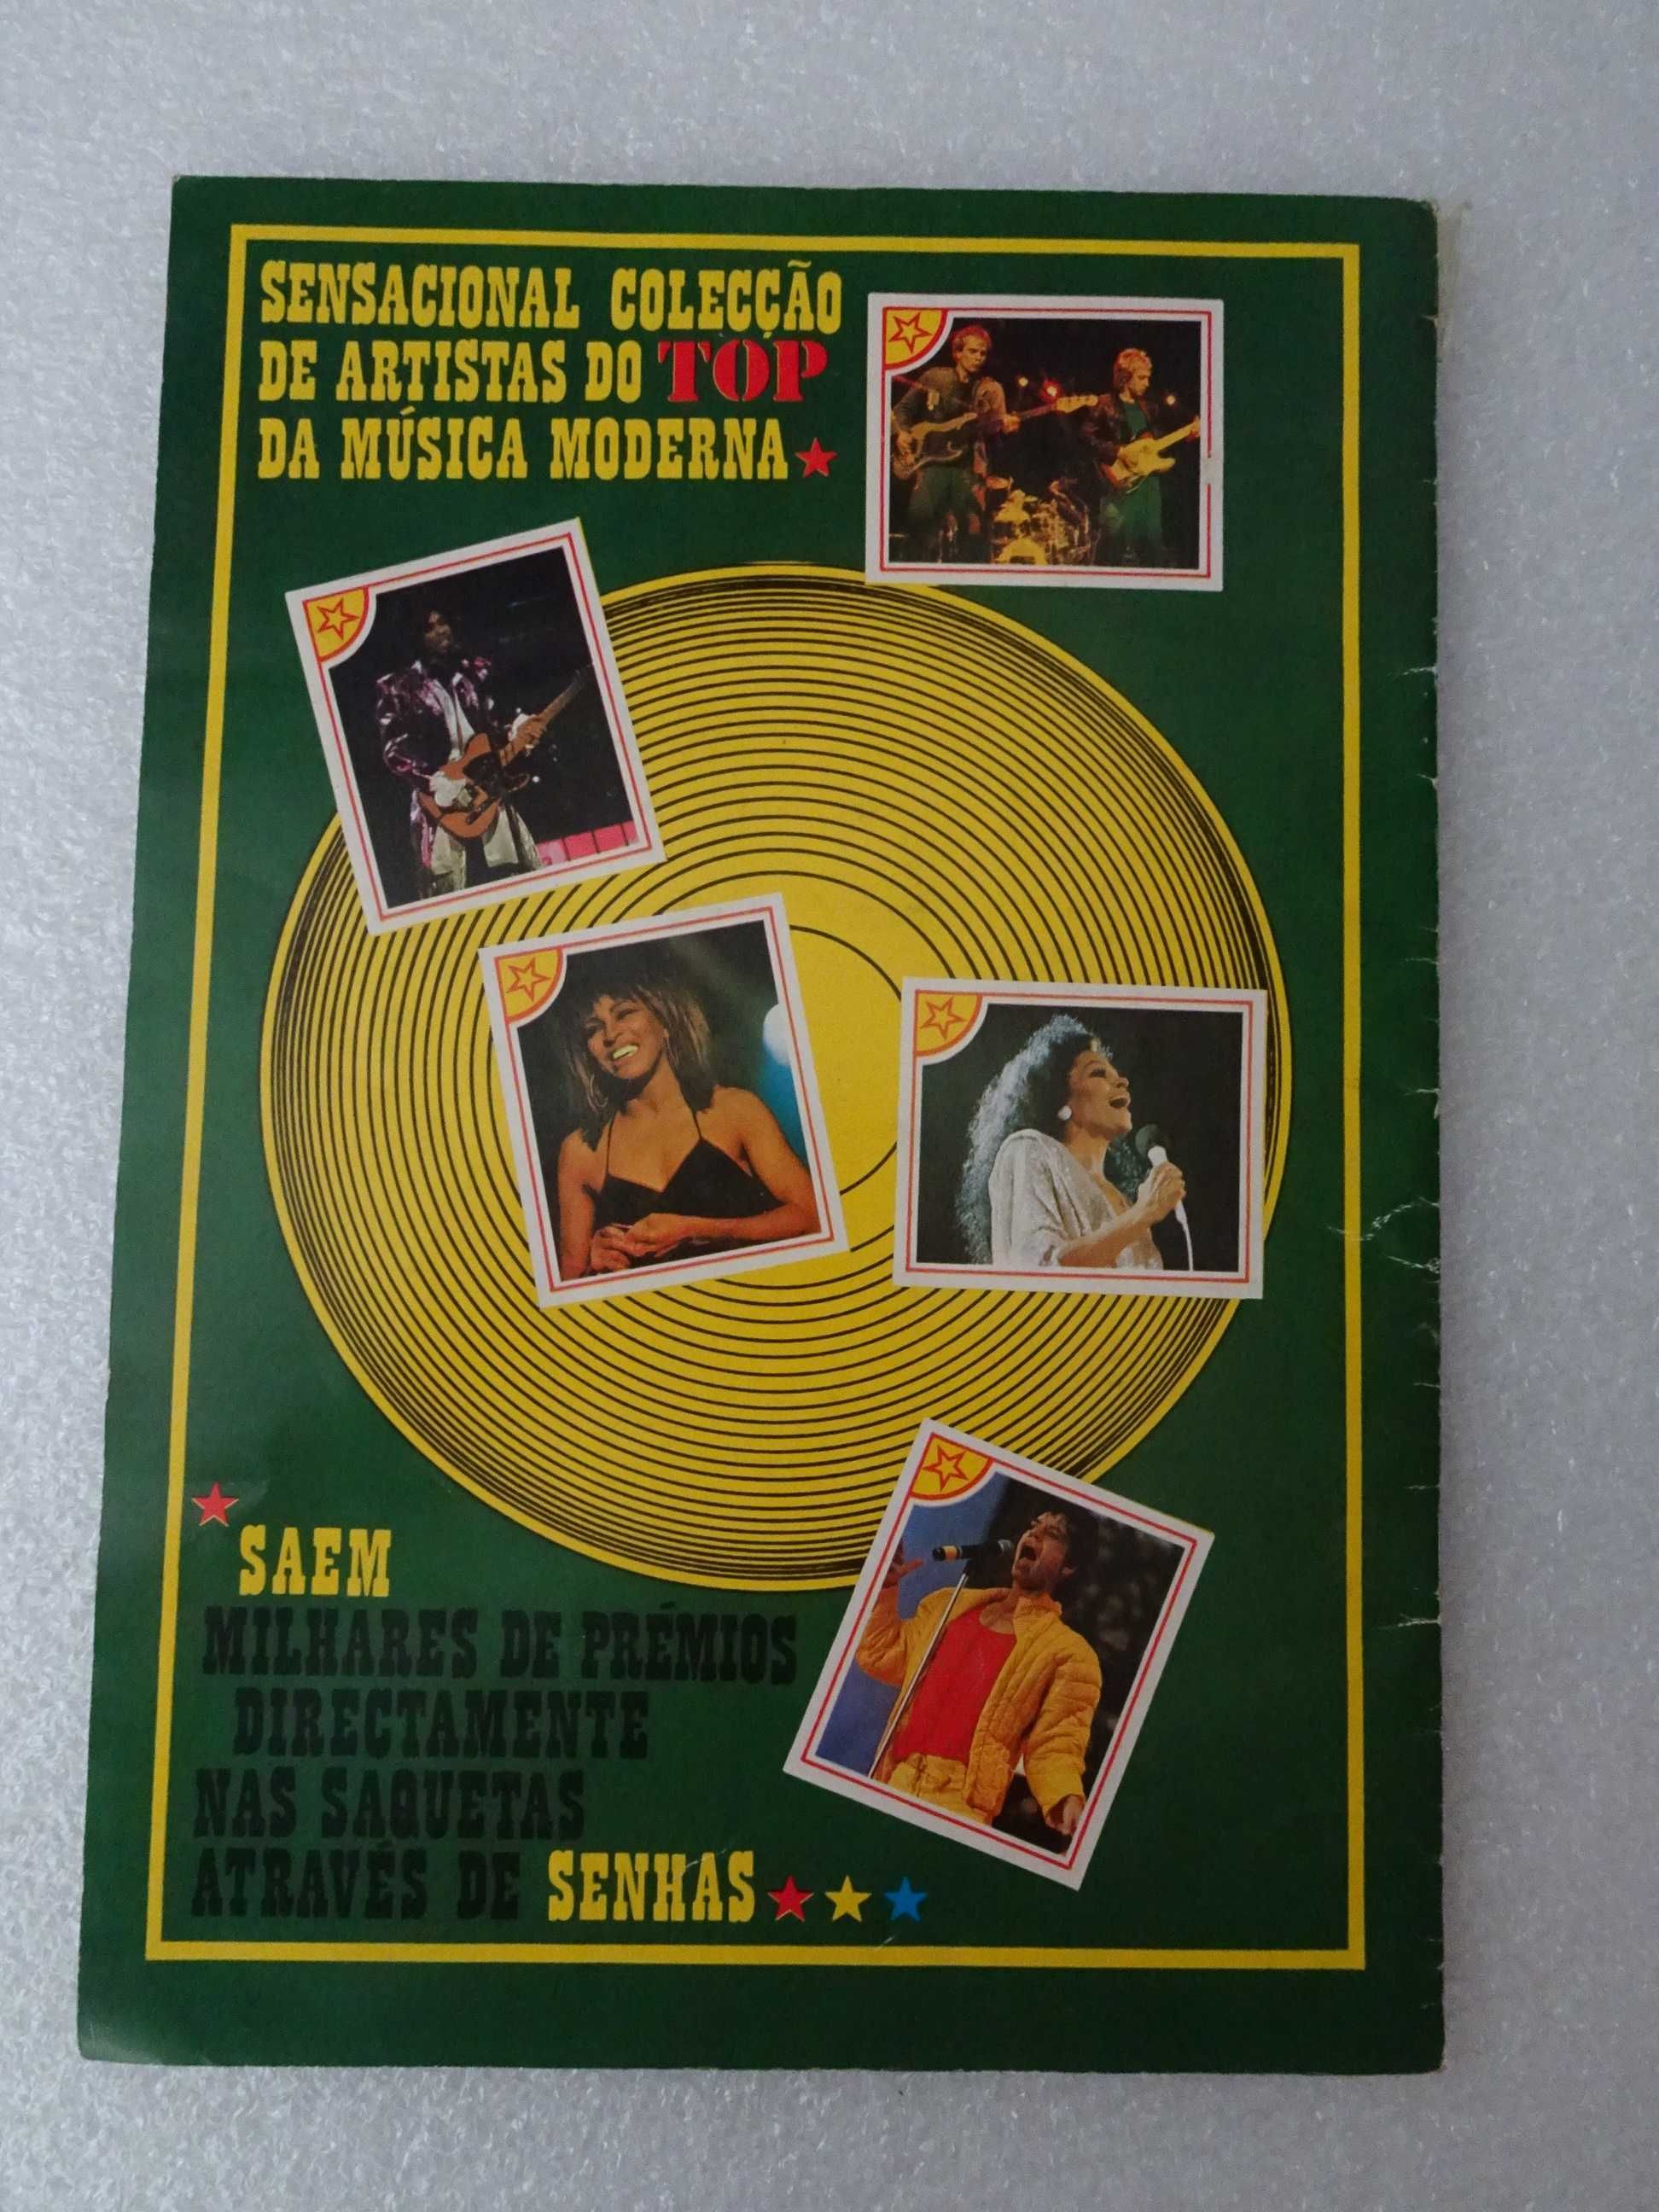 SENSACIONAL COLECÇÃO
DE ARTISTAS DO TOP
DA MÚSICA MODERNA
SAEM
MILHARES DE PRÉMIOS
DIRECTAMENTE
NAS SAQUETAS
ATRAVÉS DE SENHAS